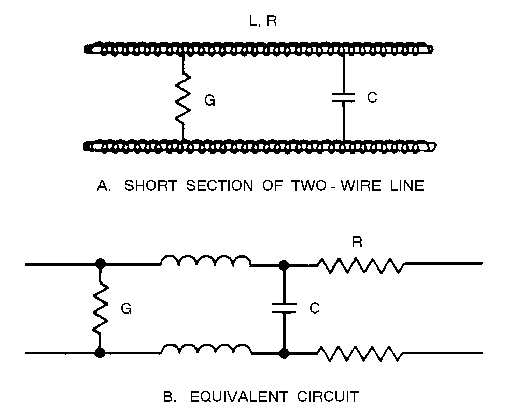 L, R
G
C
A. SHORT SECTION OF TWO-WIRE LINE
R
G
C
B. EQUIVALENT CIRCUIT